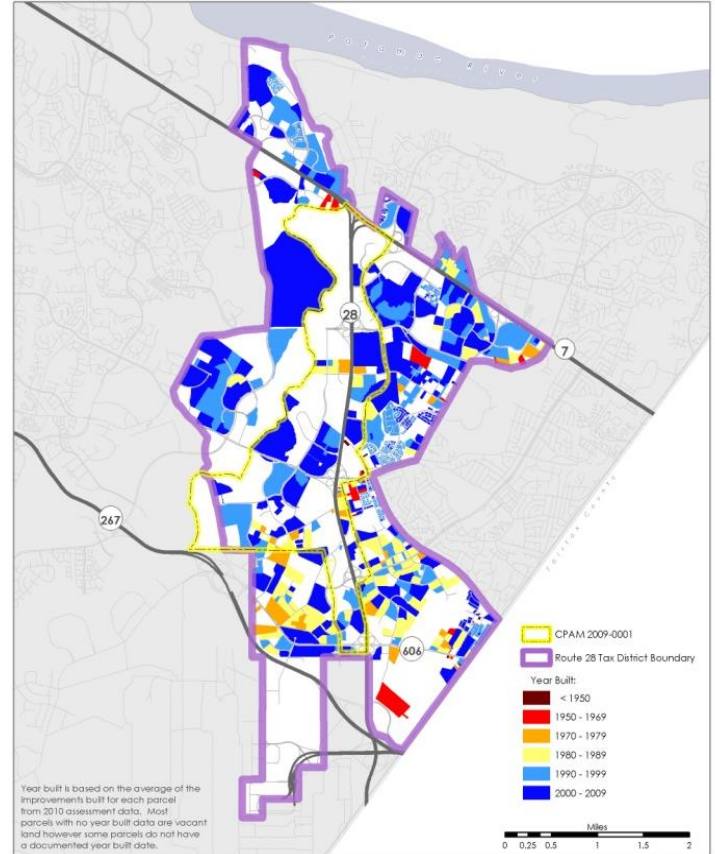 Potomac River
28
7
267
Fairfax County
606
CPAM 2009-0001
Route 28 Tax District Boundary
Year Built:
< 1950
1950 - 1969
1970 - 1979
1980 - 1989
1990 - 1999
2000 - 2009
Year built is based on the average of the
improvements built for each parcel
from 2010 assessment data. Most
parcels with no year built data are vacant
land however some parcels do not have
a documented year built date.
Miles
0 0.25 0.5 1 1.5 2